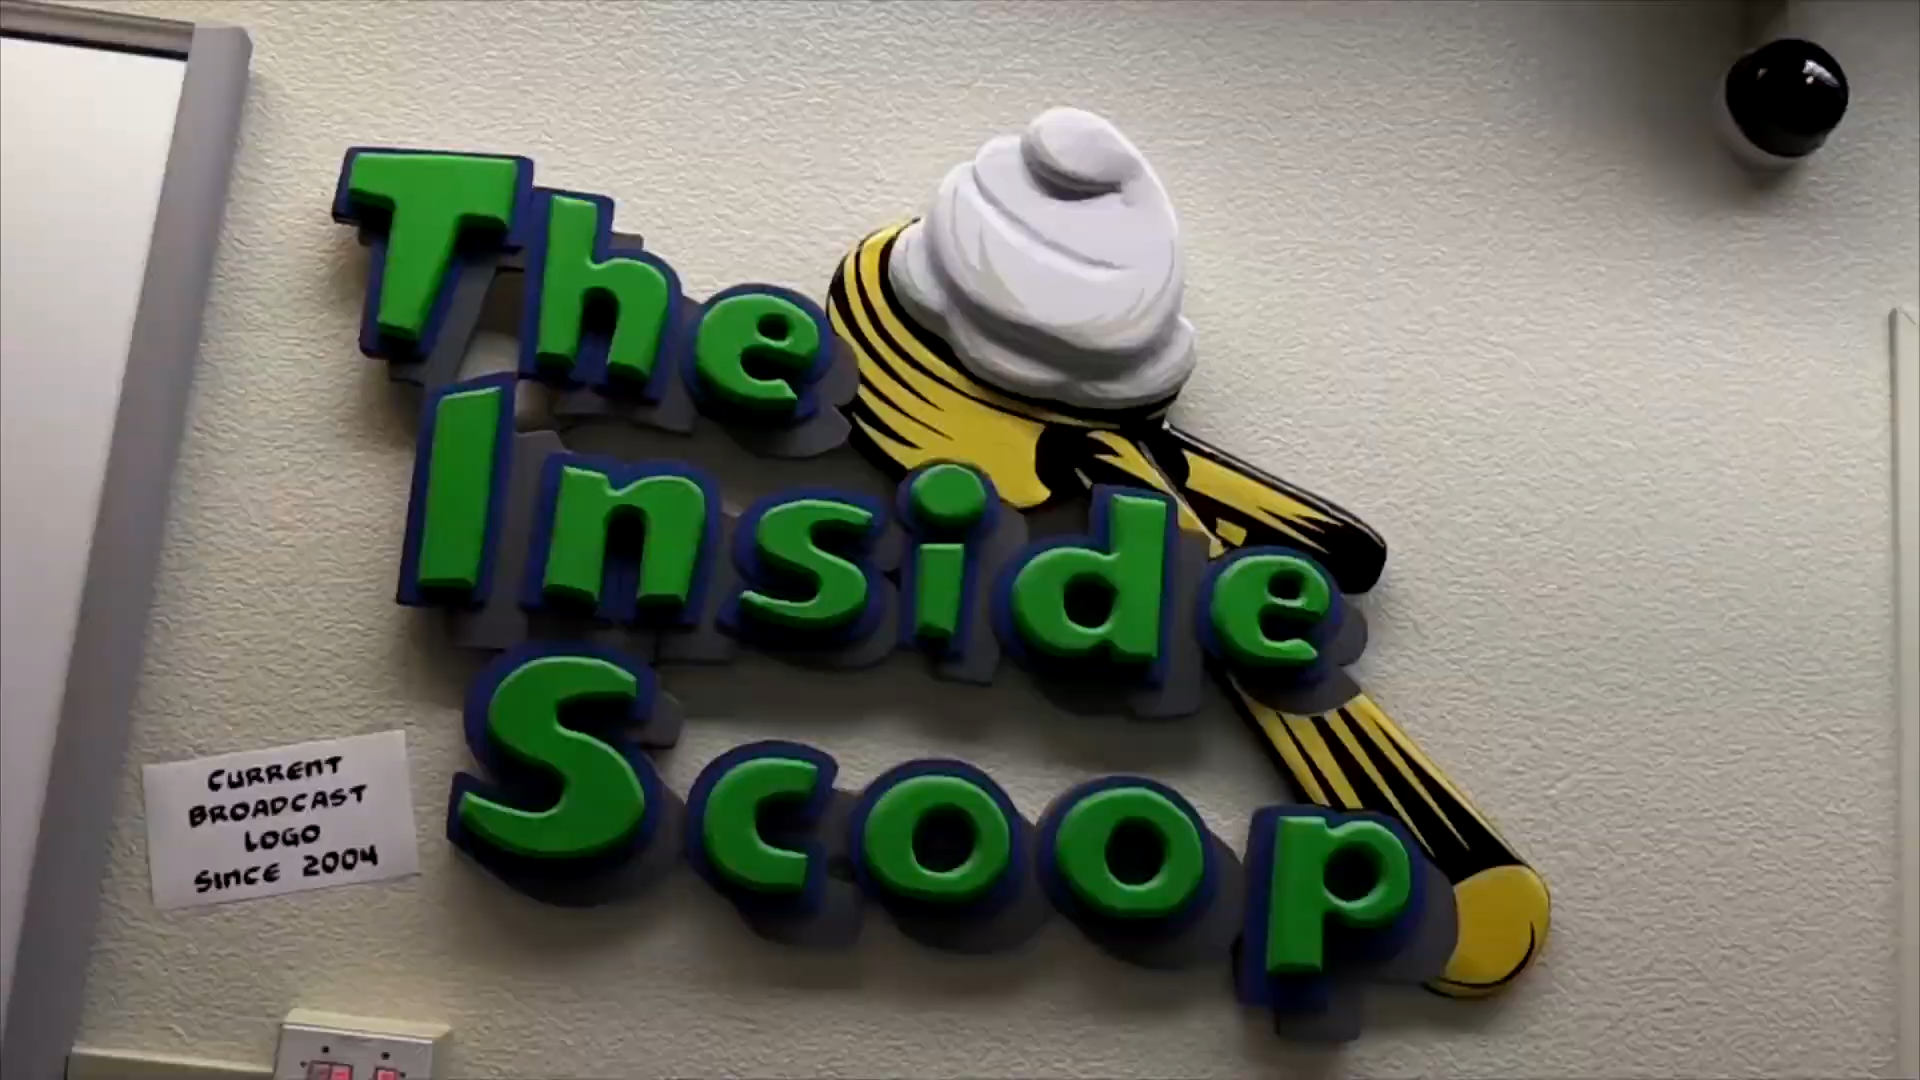 The
Inside
Scoop
CURRENT
BROADCAST
LOGO
SINCE 2004